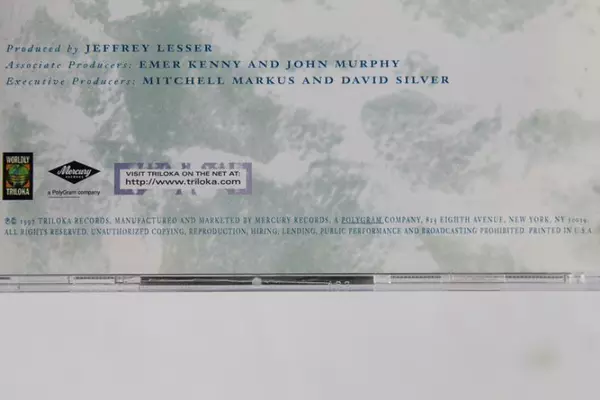 Produced by JEFFREY LESSER
Associate Producers: EMER KENNY AND JOHN MURPHY
Executive Producers: MITCHELL MARKUS AND DAVID SILVER
WORLDLY
TRILOKA
Mercury
RECORDS
a PolyGram company
VISIT TRILOKA ON THE NET AT:
http://www.triloka.com
℗© TRILOKA RECORDS, MANUFACTURED AND MARKETED BY MERCURY RECORDS, A POLYGRAM COMPANY, 825 EIGHTH AVENUE, NEW YORK, NY
ALL RIGHTS RESERVED. UNAUTHORIZED COPYING, REPRODUCTION, HIRING, LENDING, PUBLIC PERFORMANCE AND BROADCASTING PROHIBITED. PRINTED IN U.S.A.